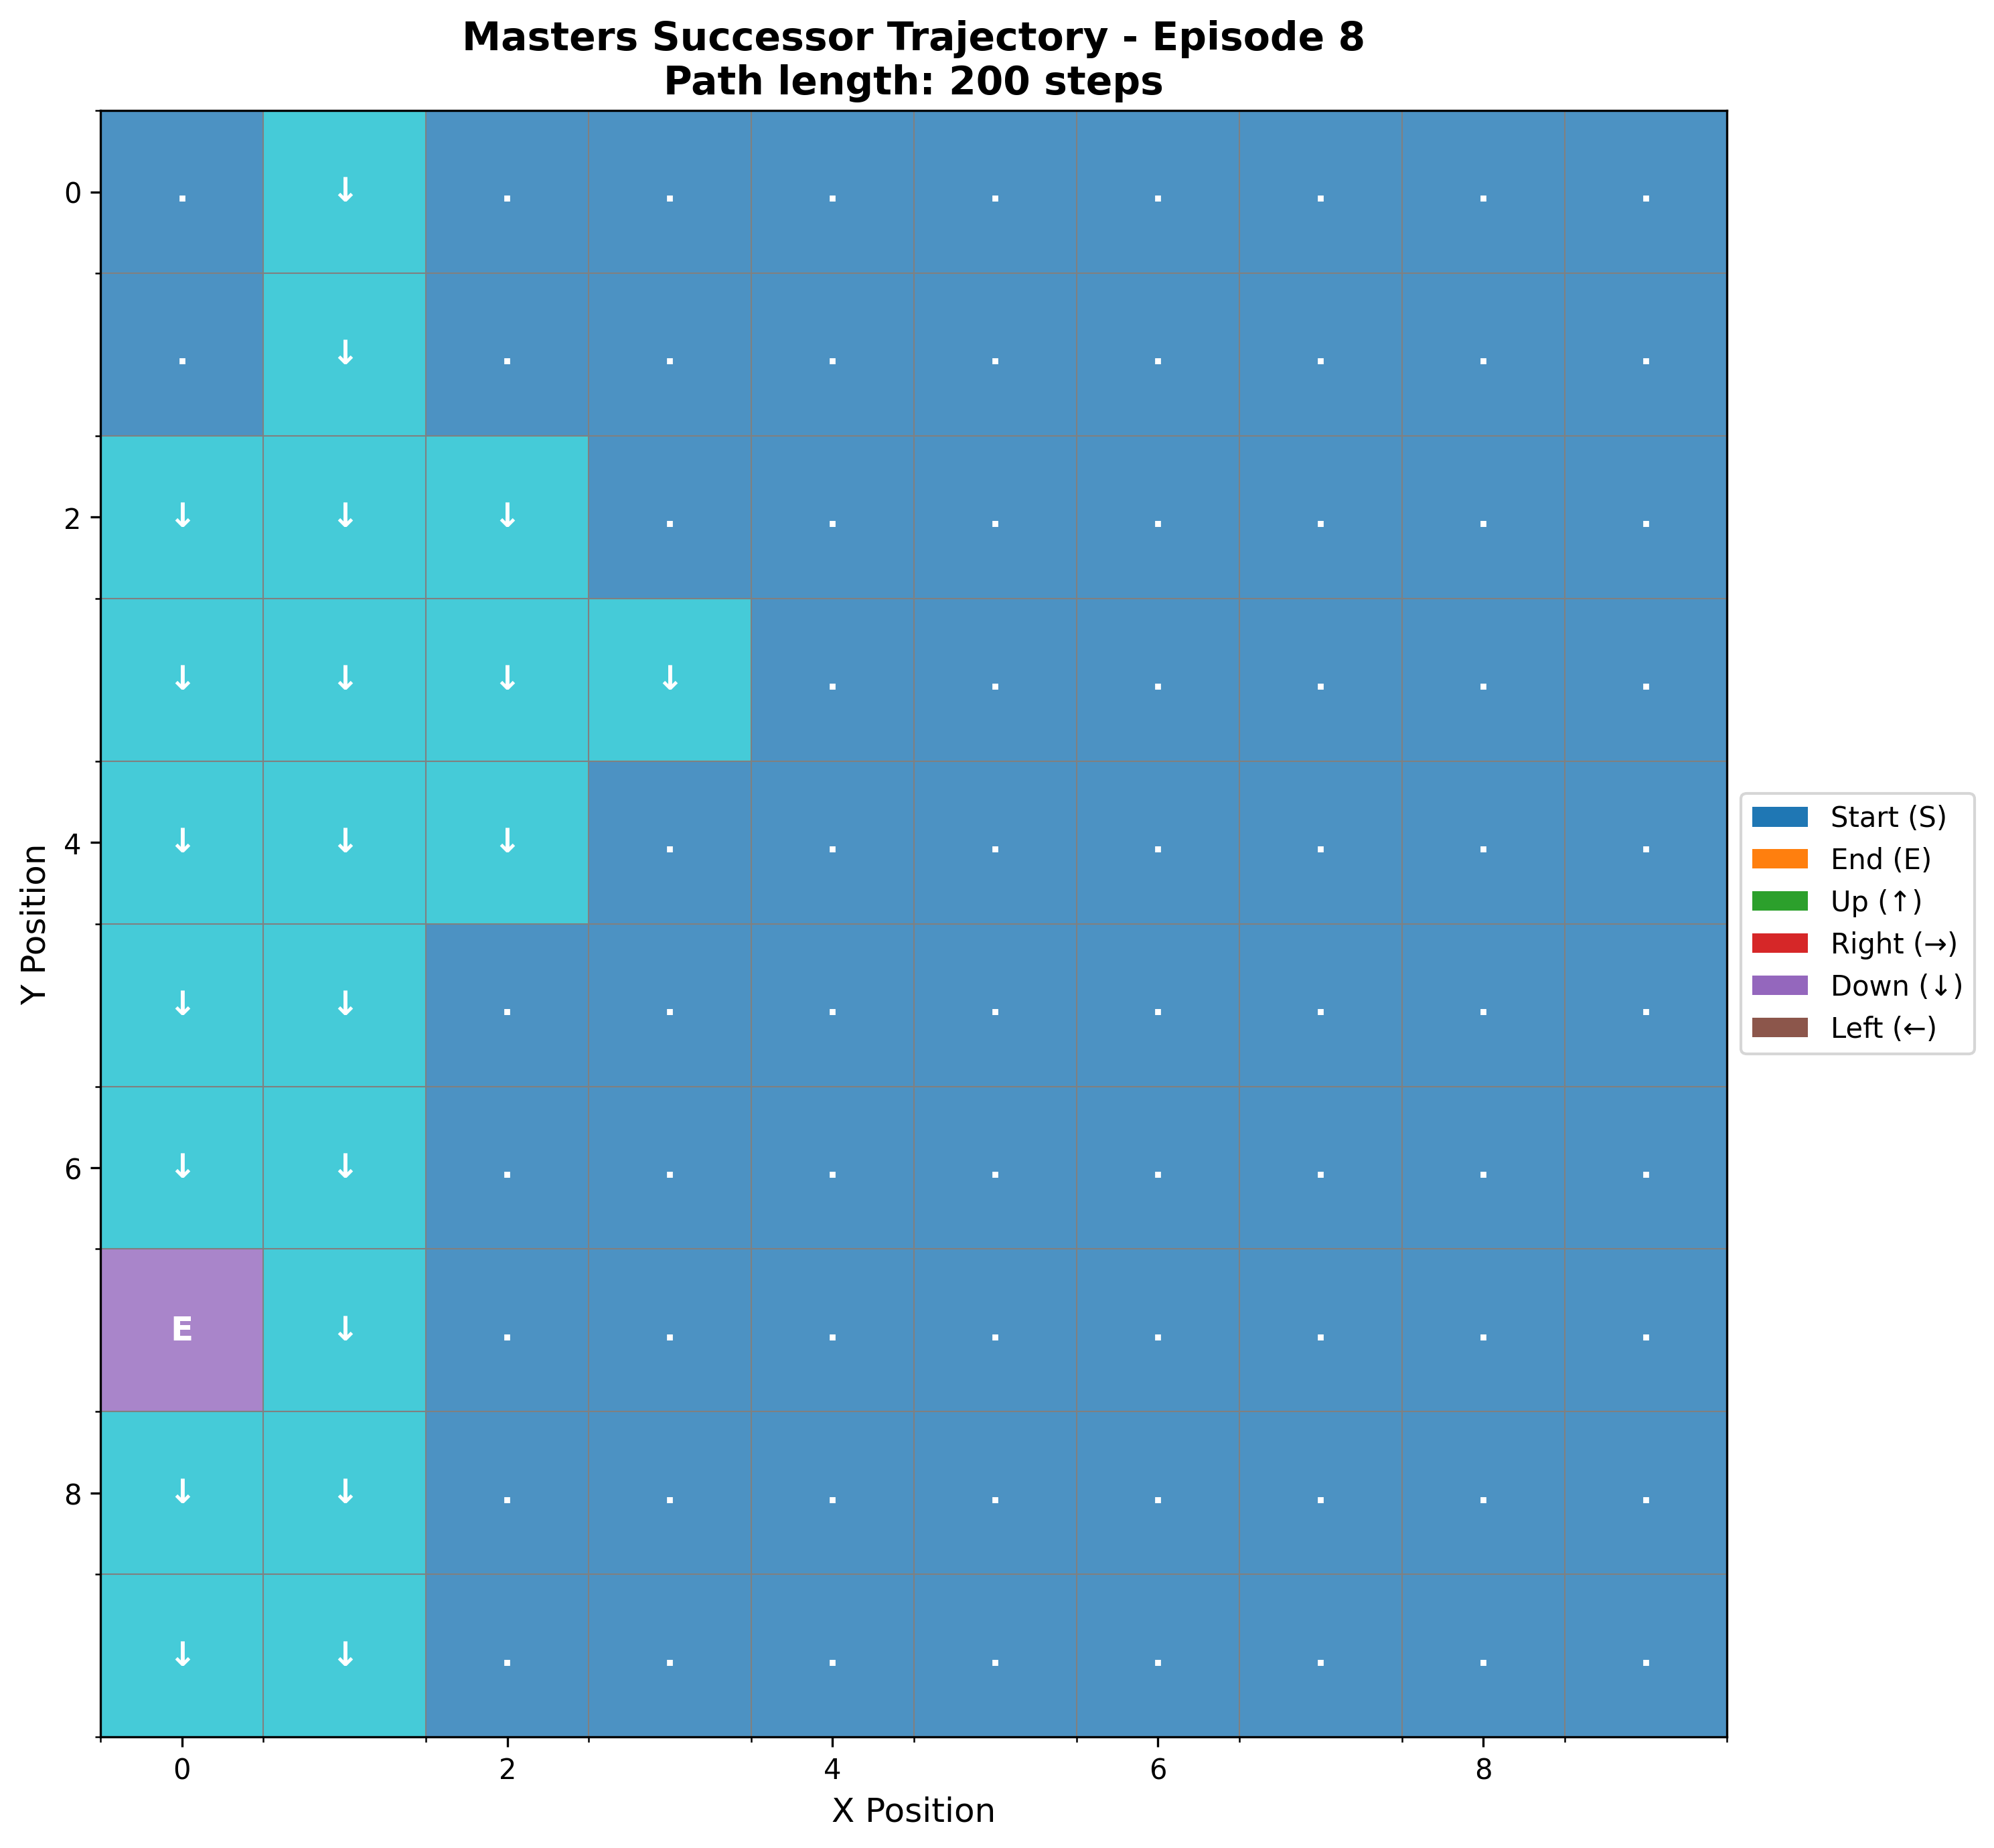 Masters Successor Trajectory - Episode 8
Path length: 200 steps
0 . ↓ . . . . . . . .
. ↓ . . . . . . . .
2 ↓ ↓ ↓ . . . . . . .
↓ ↓ ↓ ↓ . . . . . .
4 ↓ ↓ ↓ . . . . . . .
↓ ↓ . . . . . . . .
6 ↓ ↓ . . . . . . . .
E ↓ . . . . . . . .
8 ↓ ↓ . . . . . . . .
↓ ↓ . . . . . . . .
0 2 4 6 8
X Position
Y Position
Start (S)
End (E)
Up (↑)
Right (→)
Down (↓)
Left (←)